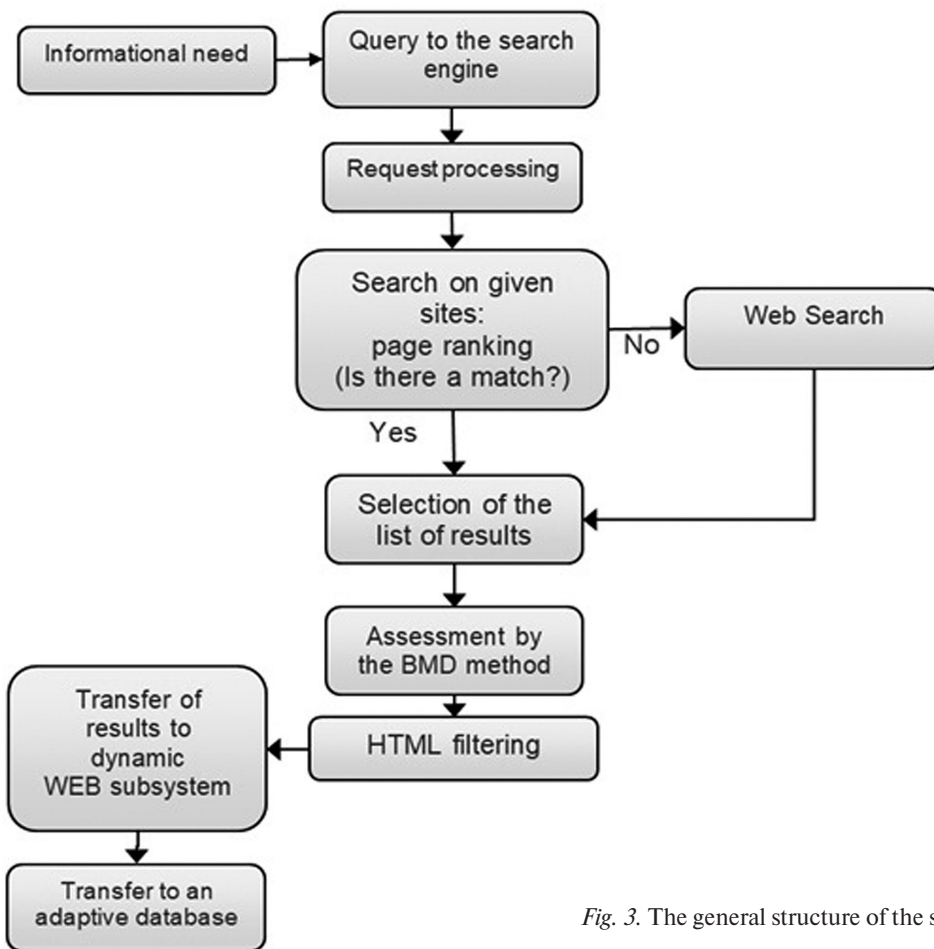 Informational need
Query to the search
engine
Request processing
Search on given
sites:
page ranking
(Is there a match?)
No
Web Search
Yes
Selection of the
list of results
Assessment by
the BMD method
HTML filtering
Transfer of
results to
dynamic
WEB subsystem
Transfer to an
adaptive database
Fig. 3. The general structure of the s